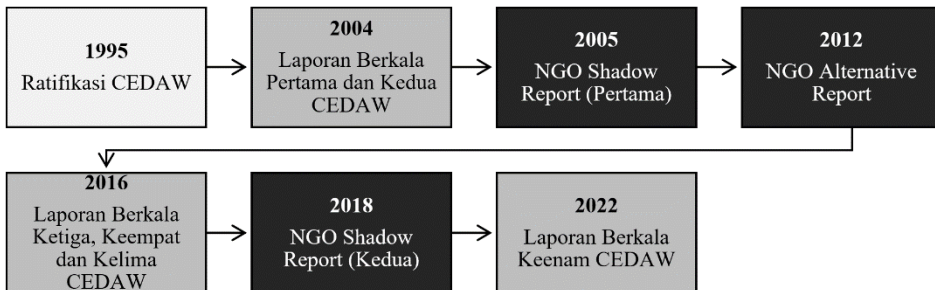 1995
Ratifikasi CEDAW
2004
Laporan Berkala
Pertama dan Kedua
CEDAW
2005
NGO Shadow
Report (Pertama)
2012
NGO Alternative
Report
2016
Laporan Berkala
Ketiga, Keempat
dan Kelima
CEDAW
2018
NGO Shadow
Report (Kedua)
2022
Laporan Berkala
Keenam CEDAW